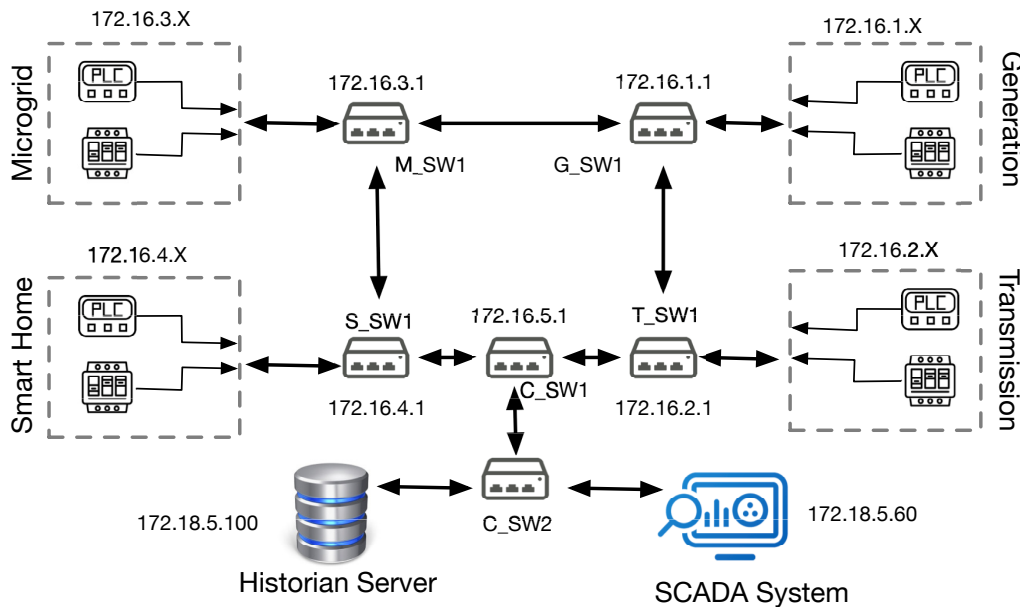 172.16.3.X
172.16.1.X
Microgrid
PLC
172.16.3.1
172.16.1.1
PLC
Generation
M_SW1
G_SW1
172.16.4.X
172.16.2.X
Smart Home
PLC
S_SW1
172.16.5.1
T_SW1
PLC
Transmission
C_SW1
172.16.4.1
172.16.2.1
172.18.5.100
C_SW2
172.18.5.60
Historian Server
SCADA System